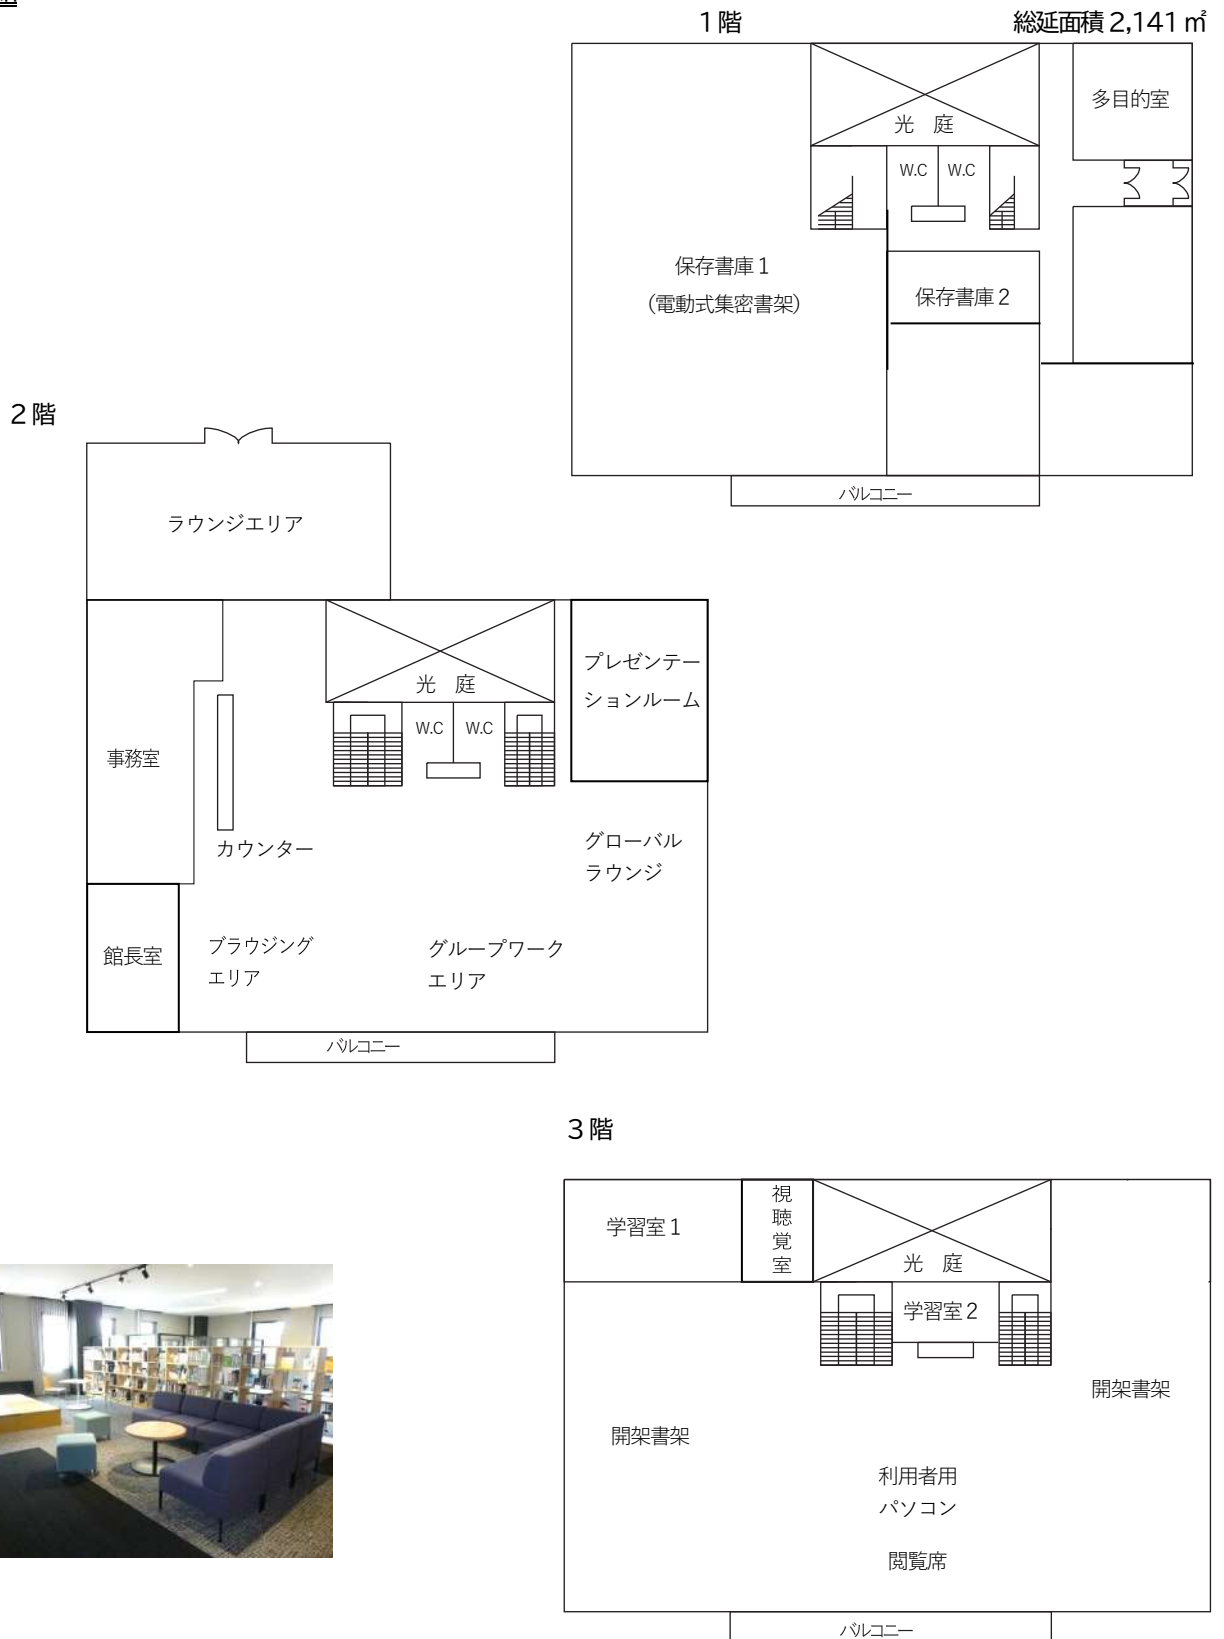 1階
総延面積 2,141 ㎡
多目的室
光 庭
W.C W.C
保存書庫1
(電動式集密書架)
保存書庫2
バルコニー
2階
ラウンジエリア
プレゼンテー
ションルーム
光 庭
W.C W.C
事務室
カウンター
グローバル
ラウンジ
館長室
ブラウジング
エリア
グループワーク
エリア
バルコニー
3階
学習室1
視
聴
覚
室
光 庭
学習室2
開架書架
開架書架
利用者用
パソコン
閲覧席
バルコニー